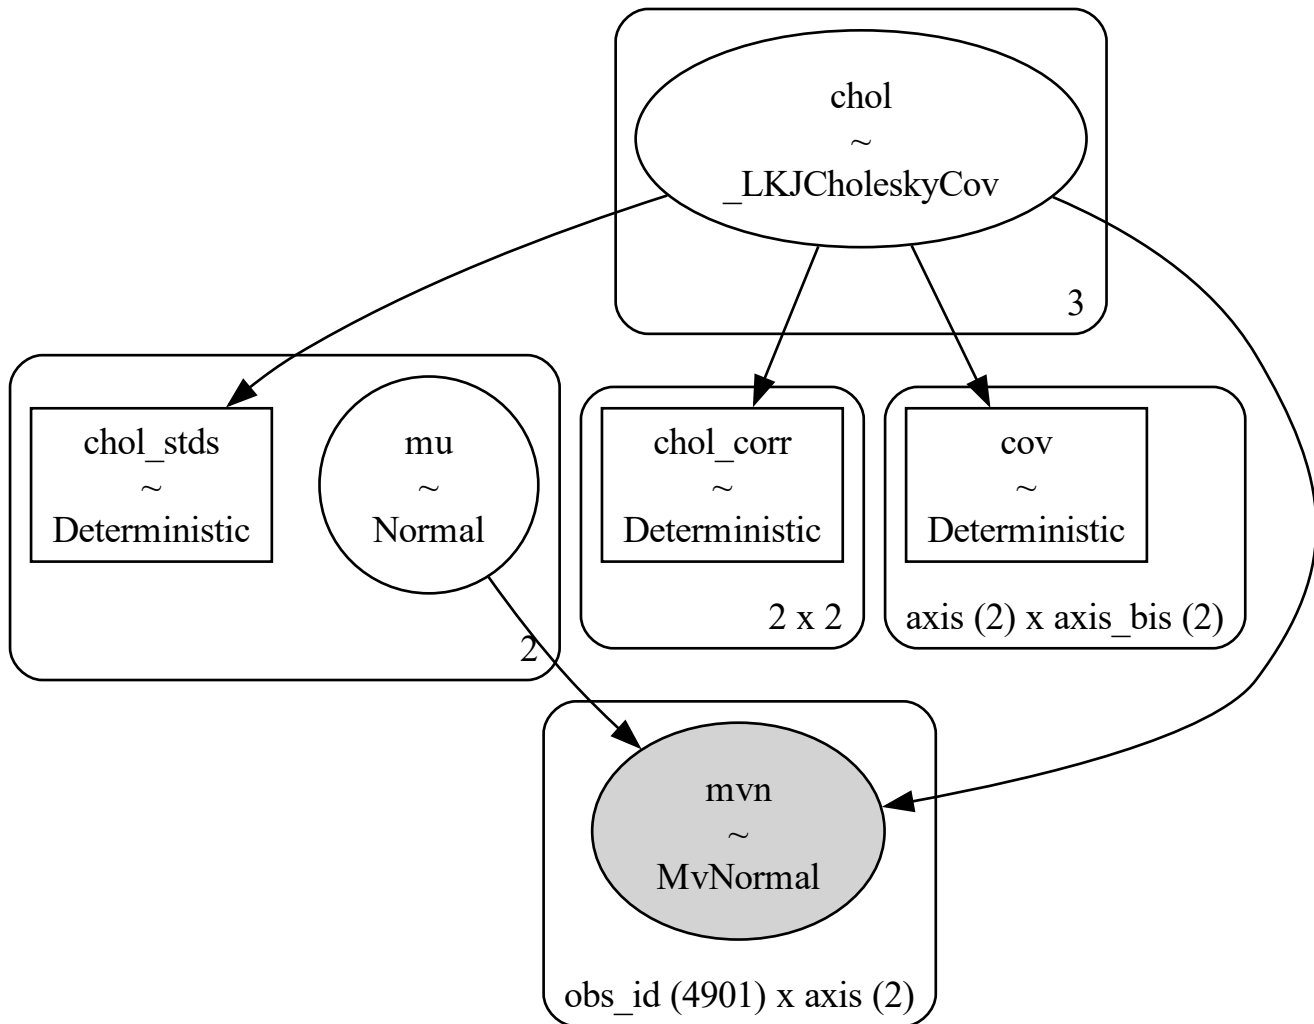 chol
~
_LKJCholeskyCov
3
chol_stds
~
Deterministic
mu
~
Normal
2
chol_corr
~
Deterministic
2 x 2
cov
~
Deterministic
axis (2) x axis_bis (2)
mvn
~
MvNormal
obs_id (4901) x axis (2)